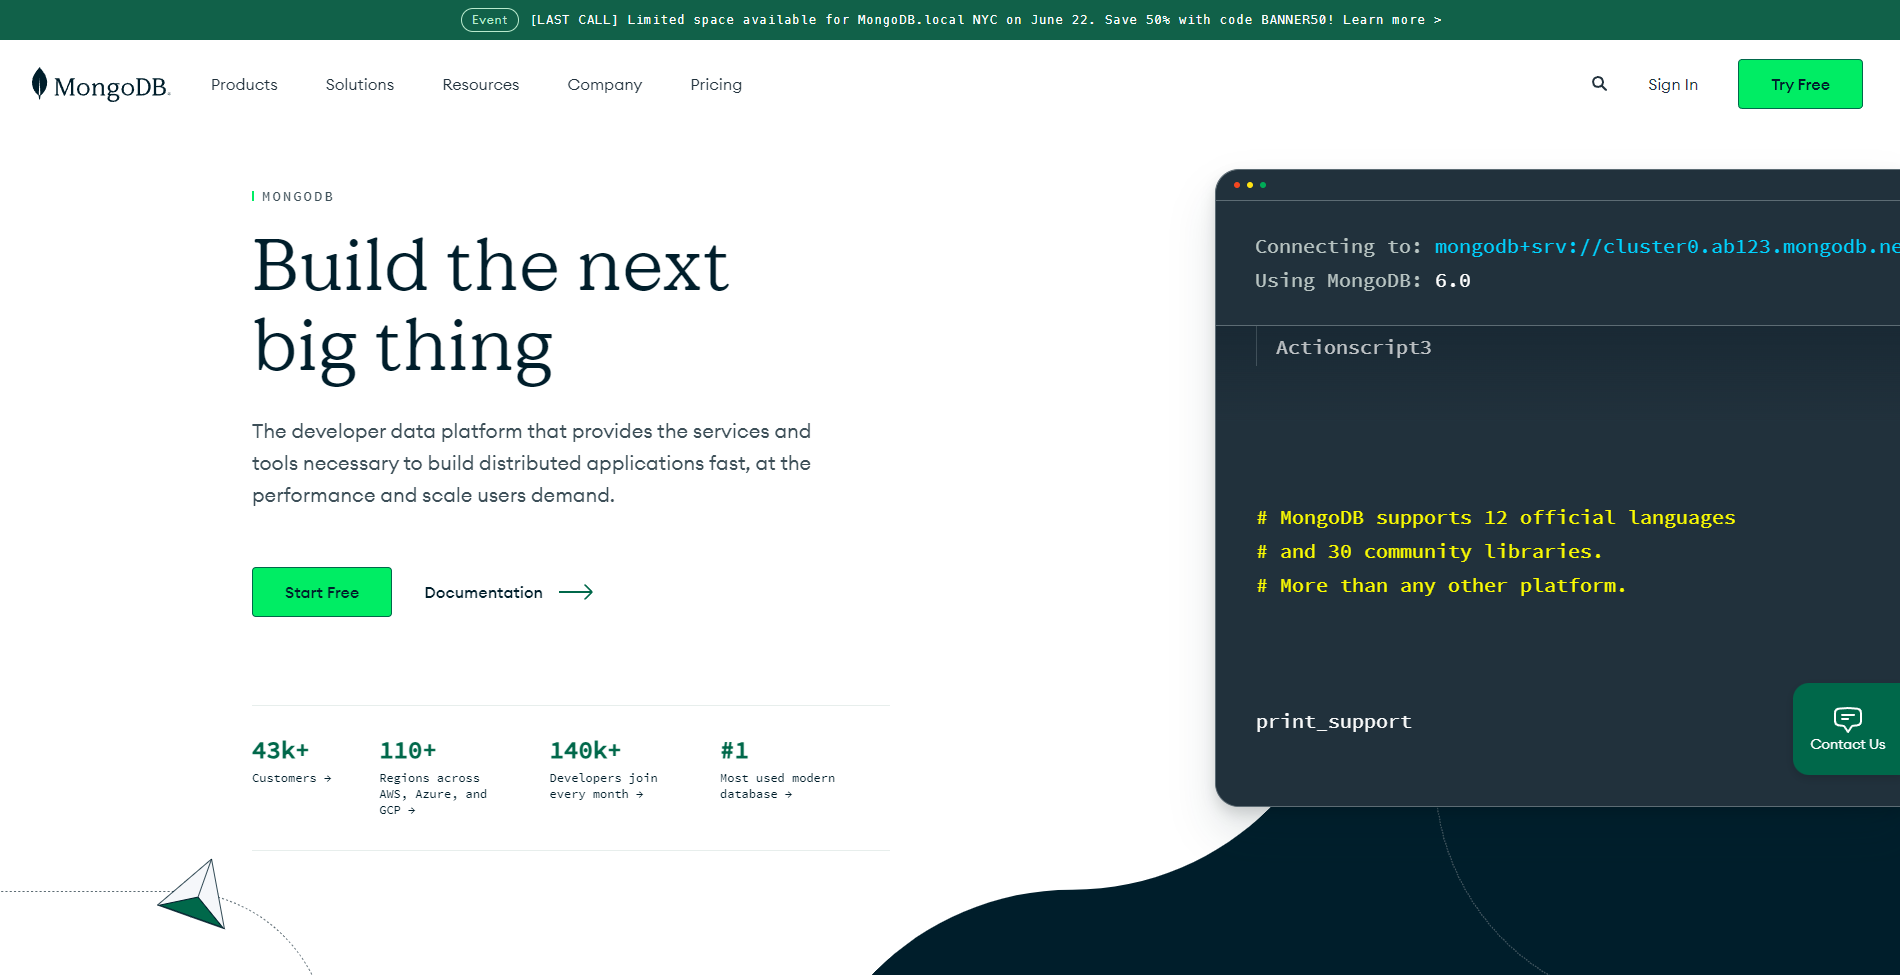 Event [LAST CALL] Limited space available for MongoDB.local NYC on June 22. Save 50% with code BANNER50! Learn more >
MongoDB. Products Solutions Resources Company Pricing Sign In Try Free
MONGODB
Build the next
big thing
The developer data platform that provides the services and
tools necessary to build distributed applications fast, at the
performance and scale users demand.
Start Free Documentation
43k+
Customers →
110+
Regions across
AWS, Azure, and
GCP →
140k+
Developers join
every month →
#1
Most used modern
database →
Connecting to: mongodb+srv://cluster0.ab123.mongodb.ne
Using MongoDB: 6.0
Actionscript3
# MongoDB supports 12 official languages
# and 30 community libraries.
# More than any other platform.
print_support
Contact Us